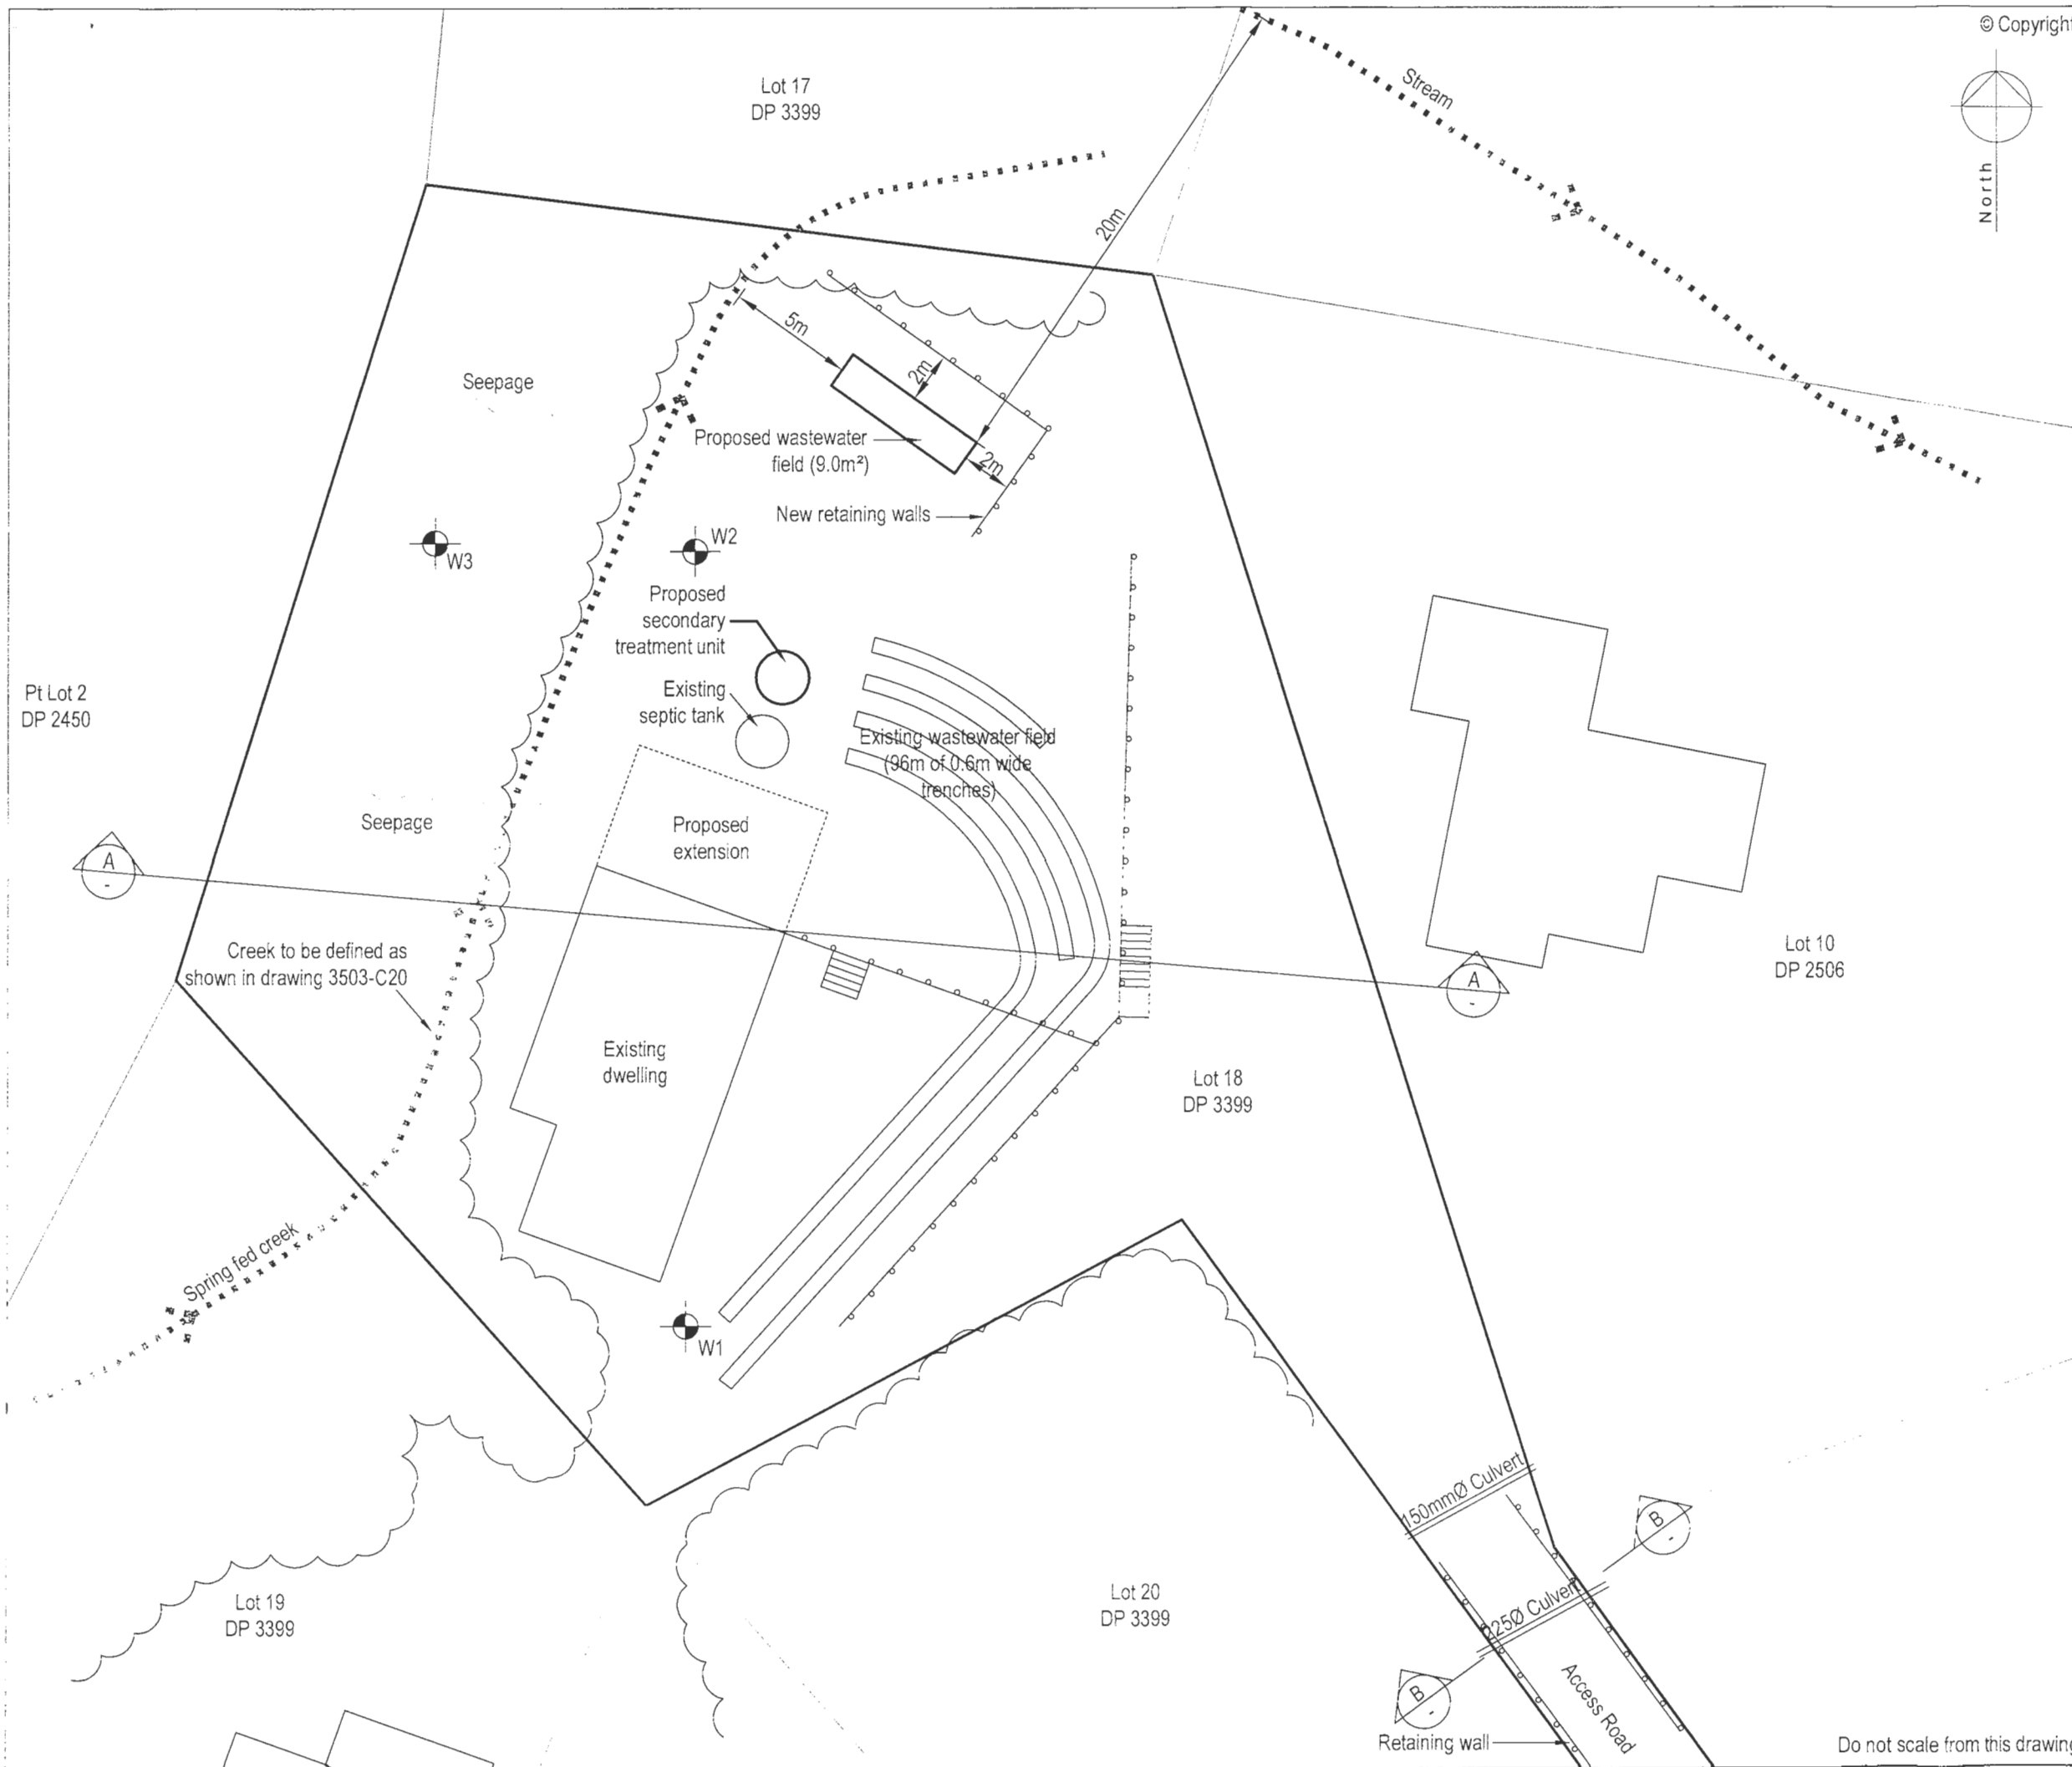 © Copyright
Lot 17
DP 3399
Stream
North
20m
5m
2m
Seepage
Proposed wastewater
field (9.0m²)
2m
New retaining walls
W3
W2
Proposed
secondary
treatment unit
Existing
septic tank
Pt Lot 2
DP 2450
Existing wastewater field
(96m of 0.6m wide
trenches)
Seepage
Proposed
extension
A
-
Creek to be defined as
shown in drawing 3503-C20
Lot 10
DP 2506
A
-
Existing
dwelling
Lot 18
DP 3399
Spring fed creek
W1
150mmØ Culvert
B
-
Lot 19
DP 3399
Lot 20
DP 3399
225Ø Culvert
Access Road
B
-
Retaining wall
Do not scale from this drawing